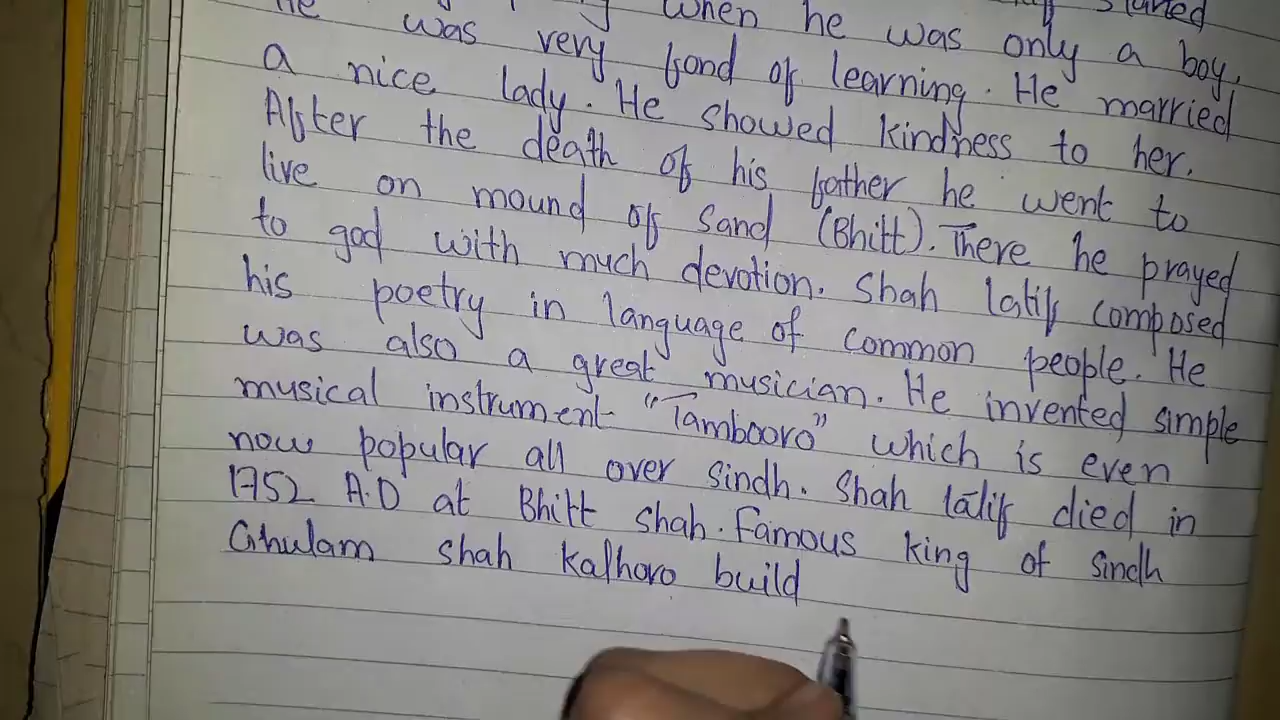 when he was only a boy.
He was very fond of learning. He married
a nice lady. He showed kindness to her.
After the death of his father he went to
live on mound of sand (Bhitt). There he prayed
to god with much devotion. Shah latif composed
his poetry in language of common people. He
was also a great musician. He invented simple
musical instrument "Tambooro" which is even
now popular all over Sindh. Shah latif died in
1752 A.D at Bhitt shah. Famous king of Sindh
Ghulam shah Kalhoro build